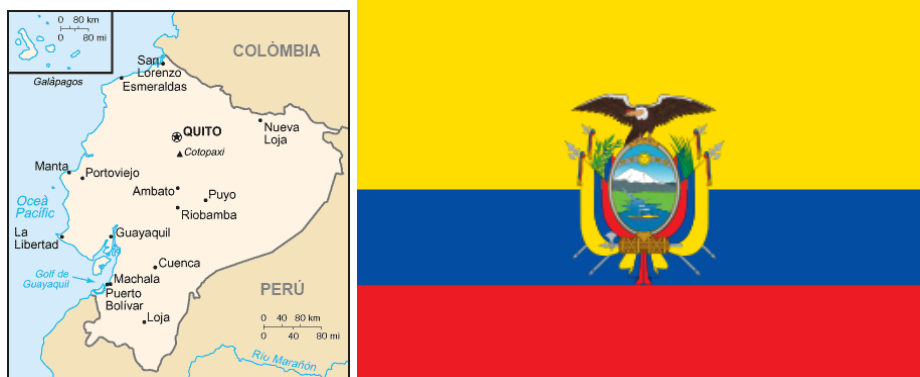 0 80 km
0 80 mi
Galàpagos
COLÒMBIA
San
Lorenzo
Esmeraldas
QUITO
Nueva
Loja
Cotopaxi
Manta
Portoviejo
Ambato
Puyo
Oceà
Pacífic
Riobamba
La
Libertad
Guayaquil
Cuenca
Golf de
Guayaquil
Machala
Puerto
Bolívar
PERÚ
Loja
0 40 80 km
0 40 80 mi
Riu Marañón